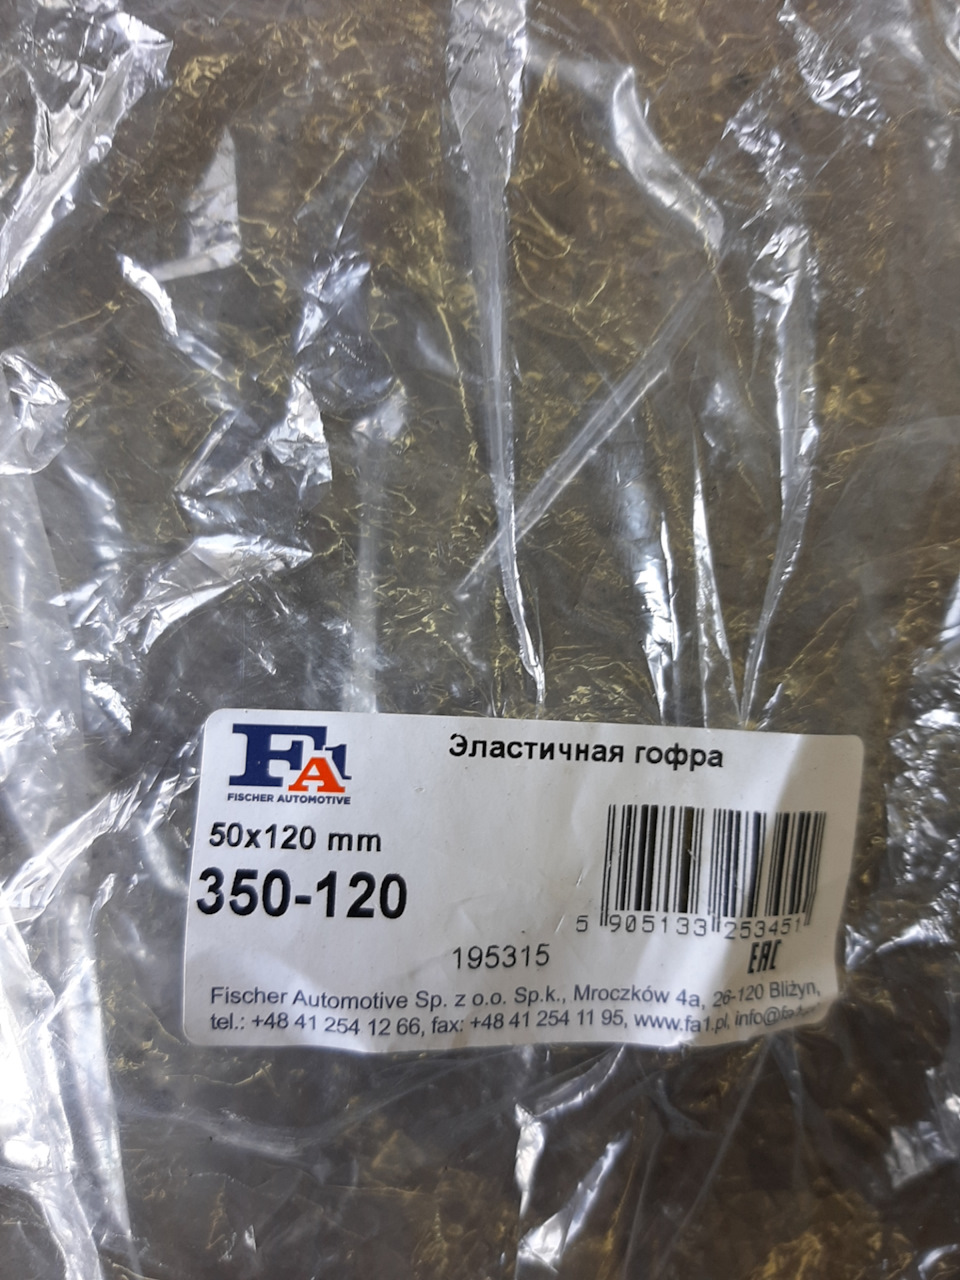 FA1
FISCHER AUTOMOTIVE
Эластичная гофра
50x120 mm
350-120
5 905133 253451
195315
EAC
Fischer Automotive Sp. z o.o. Sp.k., Mroczków 4a, 26-120 Bliżyn,
tel.: +48 41 254 12 66, fax: +48 41 254 11 95, www.fa1.pl,